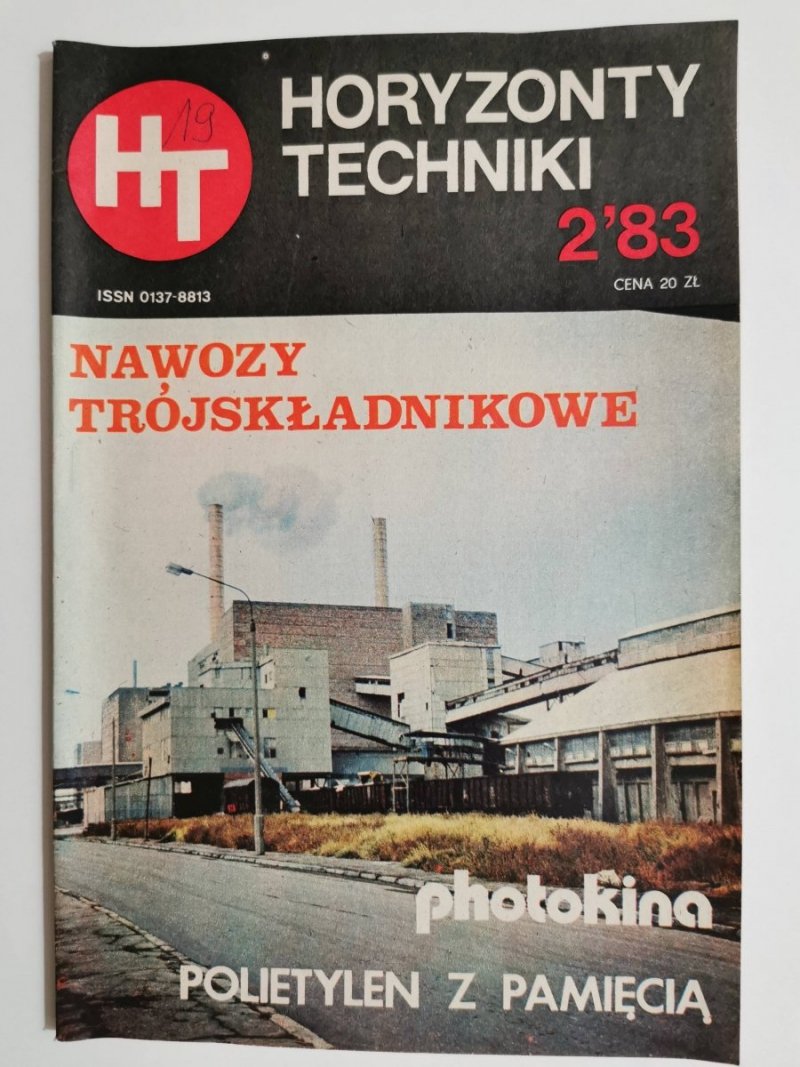 HT
19
HORYZONTY
TECHNIKI
2'83
CENA 20 ZŁ
ISSN 0137-8813
NAWOZY
TRÓJSKŁADNIKOWE
photokina
POLIETYLEN Z PAMIĘCIĄ